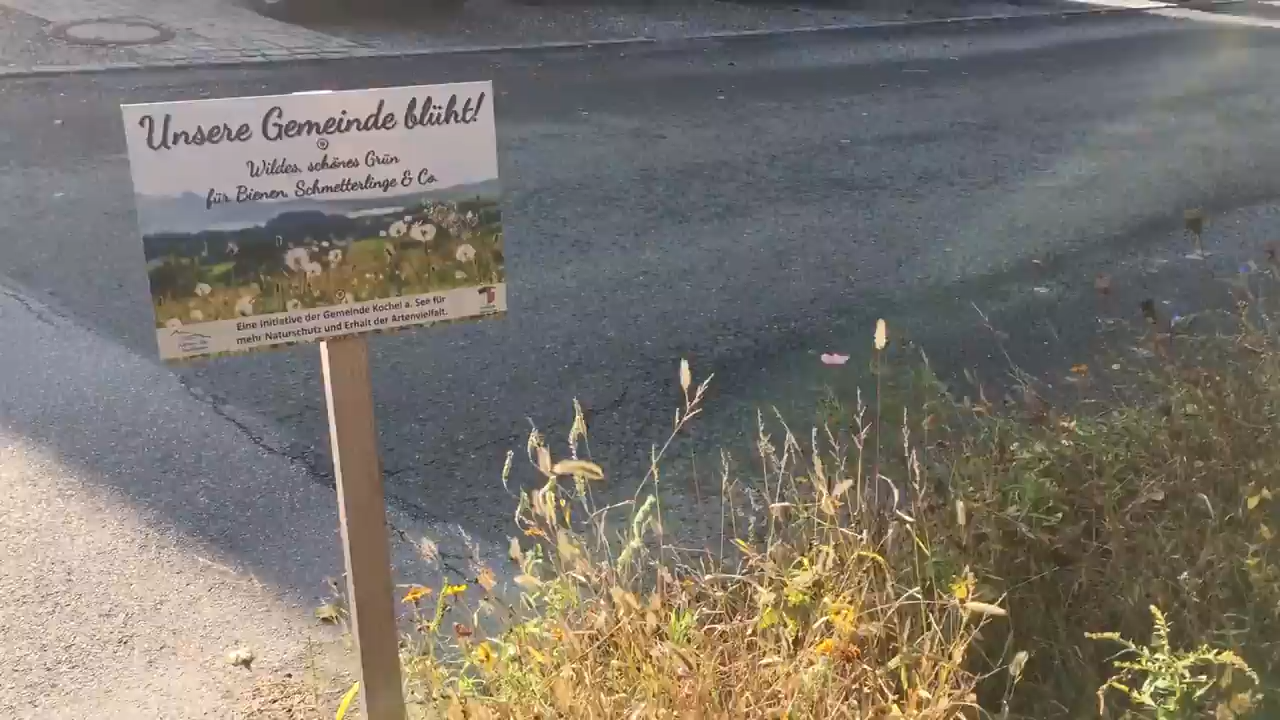 Unsere Gemeinde blüht!
Wildes, schönes Grün
für Bienen, Schmetterlinge & Co.
Eine Initiative der Gemeinde Kochel a. See für
mehr Naturschutz und Erhalt der Artenvielfalt.